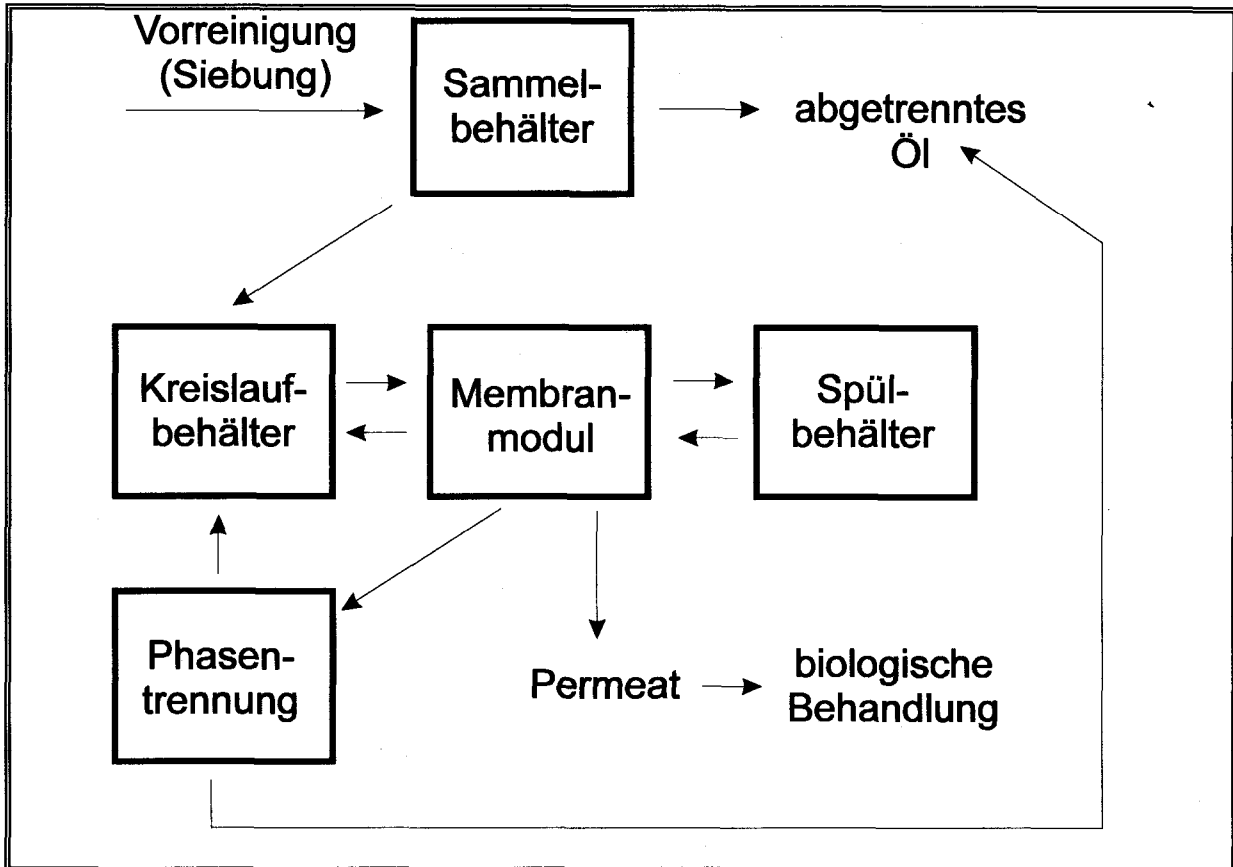 Vorreinigung
(Siebung)
Sammel-
behälter
abgetrenntes
Öl
Kreislauf-
behälter
Membran-
modul
Spül-
behälter
Phasen-
trennung
Permeat
biologische
Behandlung